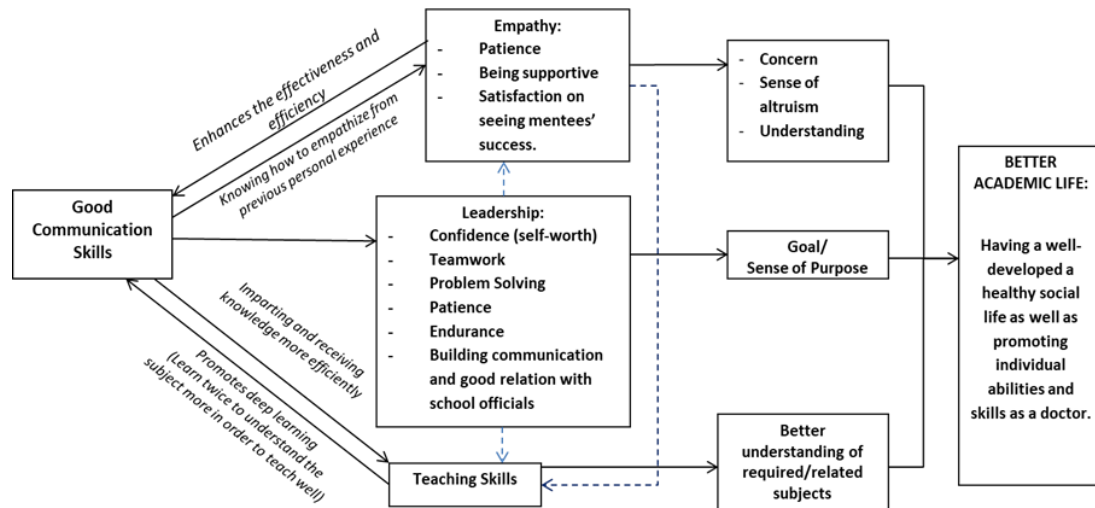 Good
Communication
Skills
Enhances the effectiveness and
efficiency
Knowing how to empathize from
previous personal experience
Imparting and receiving
knowledge more efficiently
Promotes deep learning
(Learn twice to understand the
subject more in order to teach well)
Empathy:
- Patience
- Being supportive
- Satisfaction on
seeing mentees’
success.
Leadership:
- Confidence (self-worth)
- Teamwork
- Problem Solving
- Patience
- Endurance
- Building communication
and good relation with
school officials
Teaching Skills
- Concern
- Sense of
altruism
- Understanding
Goal/
Sense of Purpose
Better
understanding of
required/related
subjects
BETTER
ACADEMIC LIFE:
Having a well-
developed a
healthy social
life as well as
promoting
individual
abilities and
skills as a doctor.